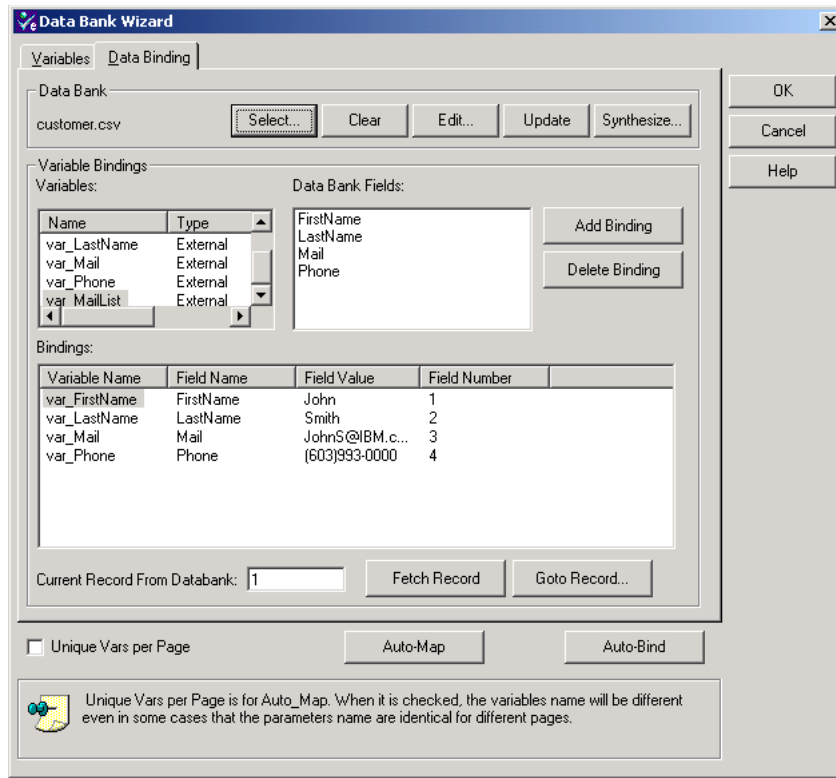 Data Bank Wizard
Variables Data Binding
Data Bank
customer.csv Select... Clear Edit... Update Synthesize...
OK
Cancel
Help
Variable Bindings
Variables: Data Bank Fields:
Name Type
var_LastName External
var_Mail External
var_Phone External
var_MailList External
FirstName
LastName
Mail
Phone
Add Binding
Delete Binding
Bindings:
Variable Name Field Name Field Value Field Number
var_FirstName FirstName John 1
var_LastName LastName Smith 2
var_Mail Mail JohnS@IBM.c... 3
var_Phone Phone (603)993-0000 4
Current Record From Databank: 1 Fetch Record Goto Record...
Unique Vars per Page Auto-Map Auto-Bind
Unique Vars per Page is for Auto_Map. When it is checked, the variables name will be different
even in some cases that the parameters name are identical for different pages.